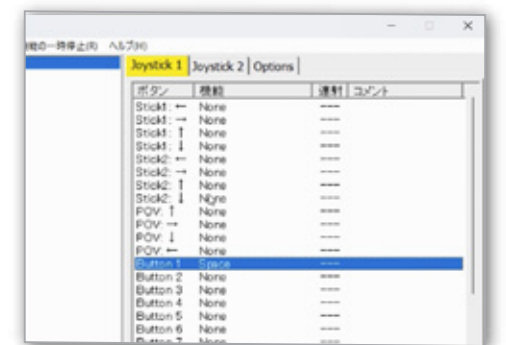 一時停止(R) ヘルプ(H)
Joystick 1 Joystick 2 Options
ボタン 機能 連射 コメント
Stick1: ← None ---
Stick1: → None ---
Stick1: ↑ None ---
Stick1: ↓ None ---
Stick2: ← None ---
Stick2: → None ---
Stick2: ↑ None ---
Stick2: ↓ None ---
POV: ↑ None ---
POV: → None ---
POV: ↓ None ---
POV: ← None ---
Button 1 Space ---
Button 2 None ---
Button 3 None ---
Button 4 None ---
Button 5 None ---
Button 6 None ---
Button 7 None ---